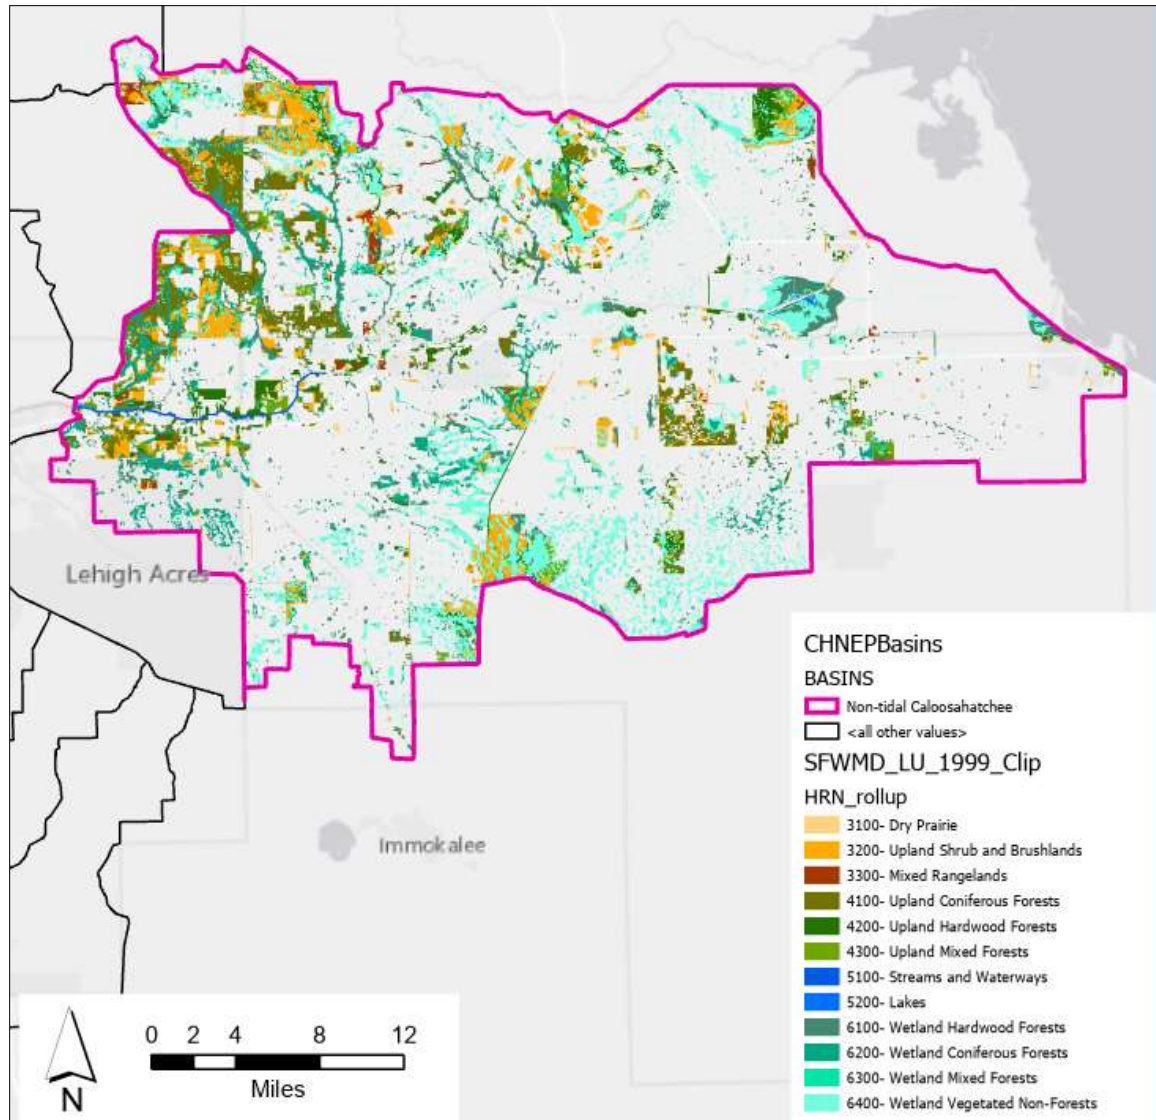 Lehigh Acres
Immokalee
CHNEPBasins
BASINS
Non-tidal Caloosahatchee
<all other values>
SFWMD_LU_1999_Clip
HRN_rollup
3100- Dry Prairie
3200- Upland Shrub and Brushlands
3300- Mixed Rangelands
4100- Upland Coniferous Forests
4200- Upland Hardwood Forests
4300- Upland Mixed Forests
5100- Streams and Waterways
5200- Lakes
6100- Wetland Hardwood Forests
6200- Wetland Coniferous Forests
6300- Wetland Mixed Forests
6400- Wetland Vegetated Non-Forests
0 2 4 8 12
Miles
N